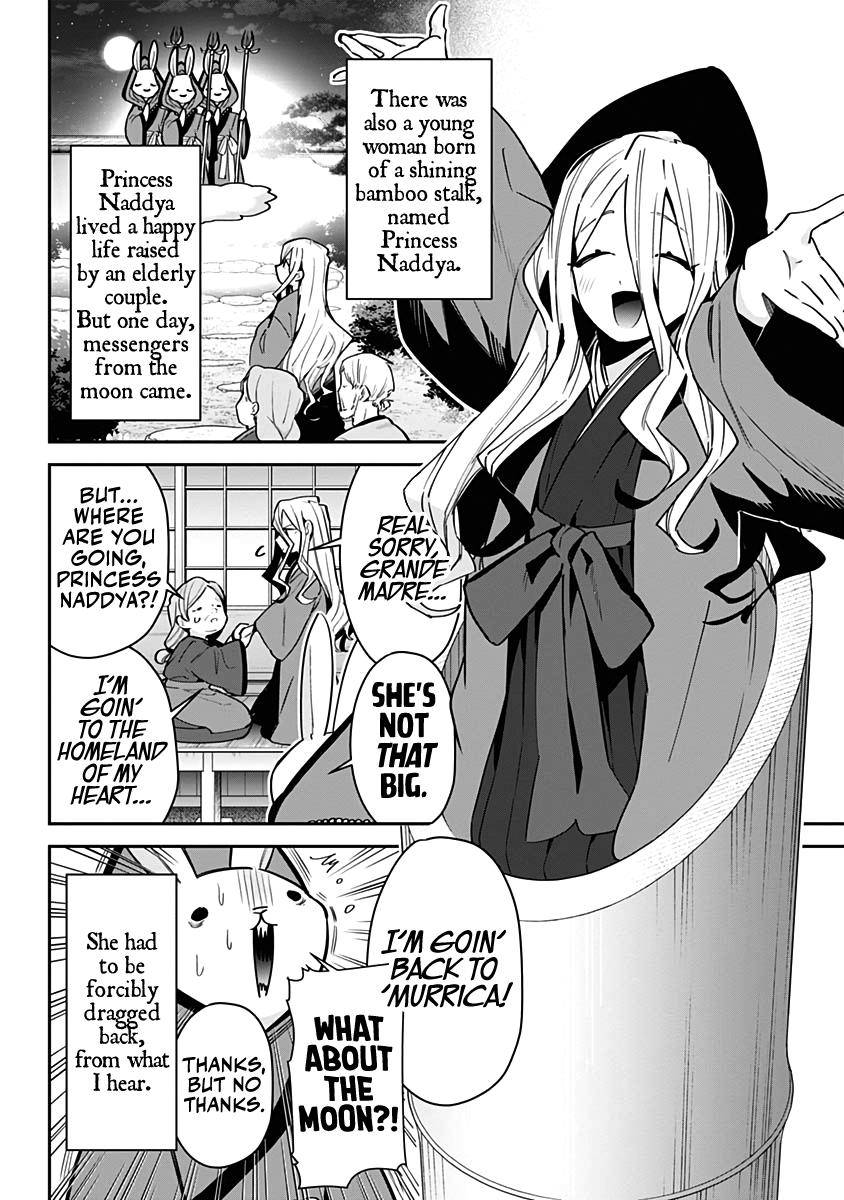 There was
also a young
woman born
of a shining
bamboo stalk,
named
Princess
Naddya.
Princess
Naddya
lived a happy
life raised
by an elderly
couple.
But one day,
messengers
from the
moon came.
REAL
SORRY,
GRANDE
MADRE...
SHE'S
NOT
THAT
BIG.
BUT...
WHERE
ARE YOU
GOING,
PRINCESS
NADDYA?!
I'M
GOIN'
TO THE
HOMELAND
OF MY
HEART...
I'M GOIN'
BACK TO
'MURRICA!
WHAT
ABOUT
THE
MOON?!
THANKS,
BUT NO
THANKS.
She had
to be
forcibly
dragged
back,
from what
I hear.